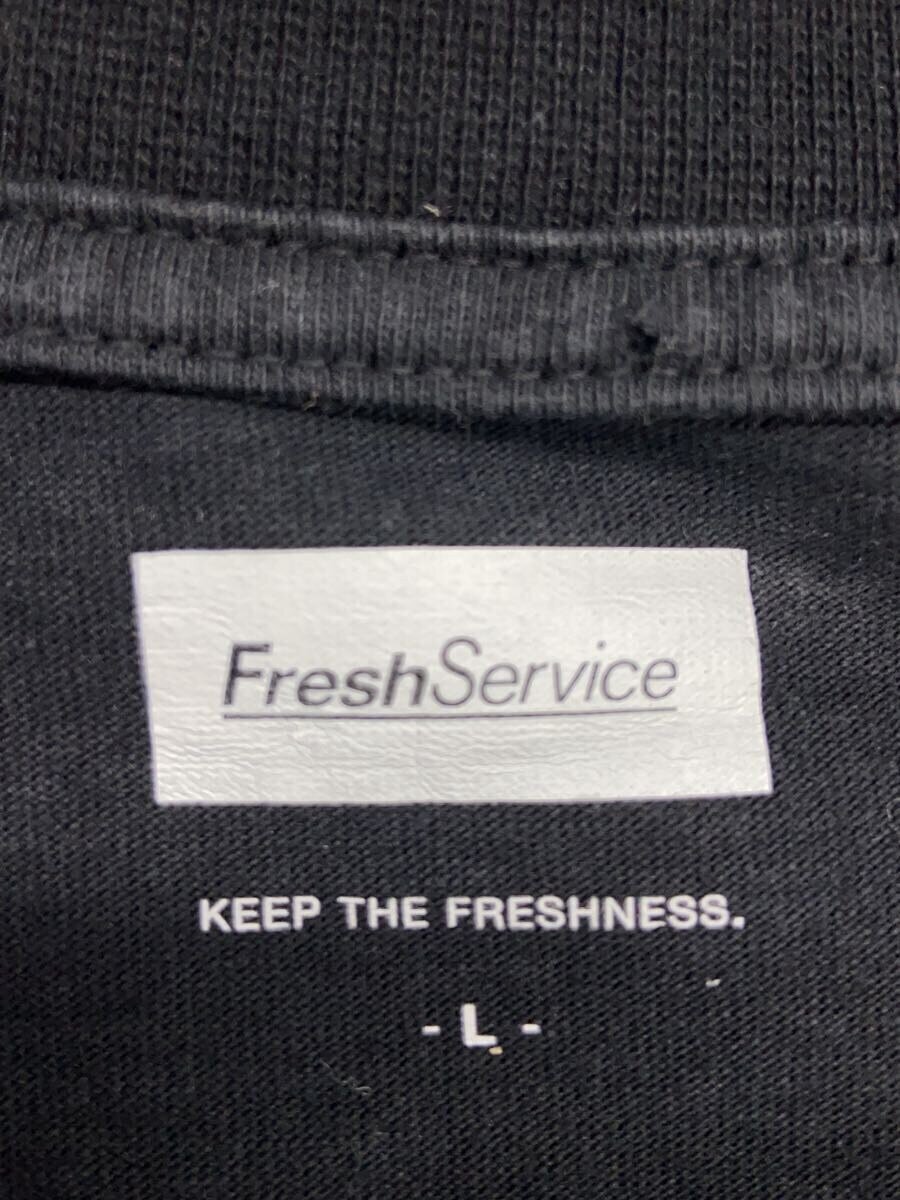 FreshService
KEEP THE FRESHNESS.
- L -